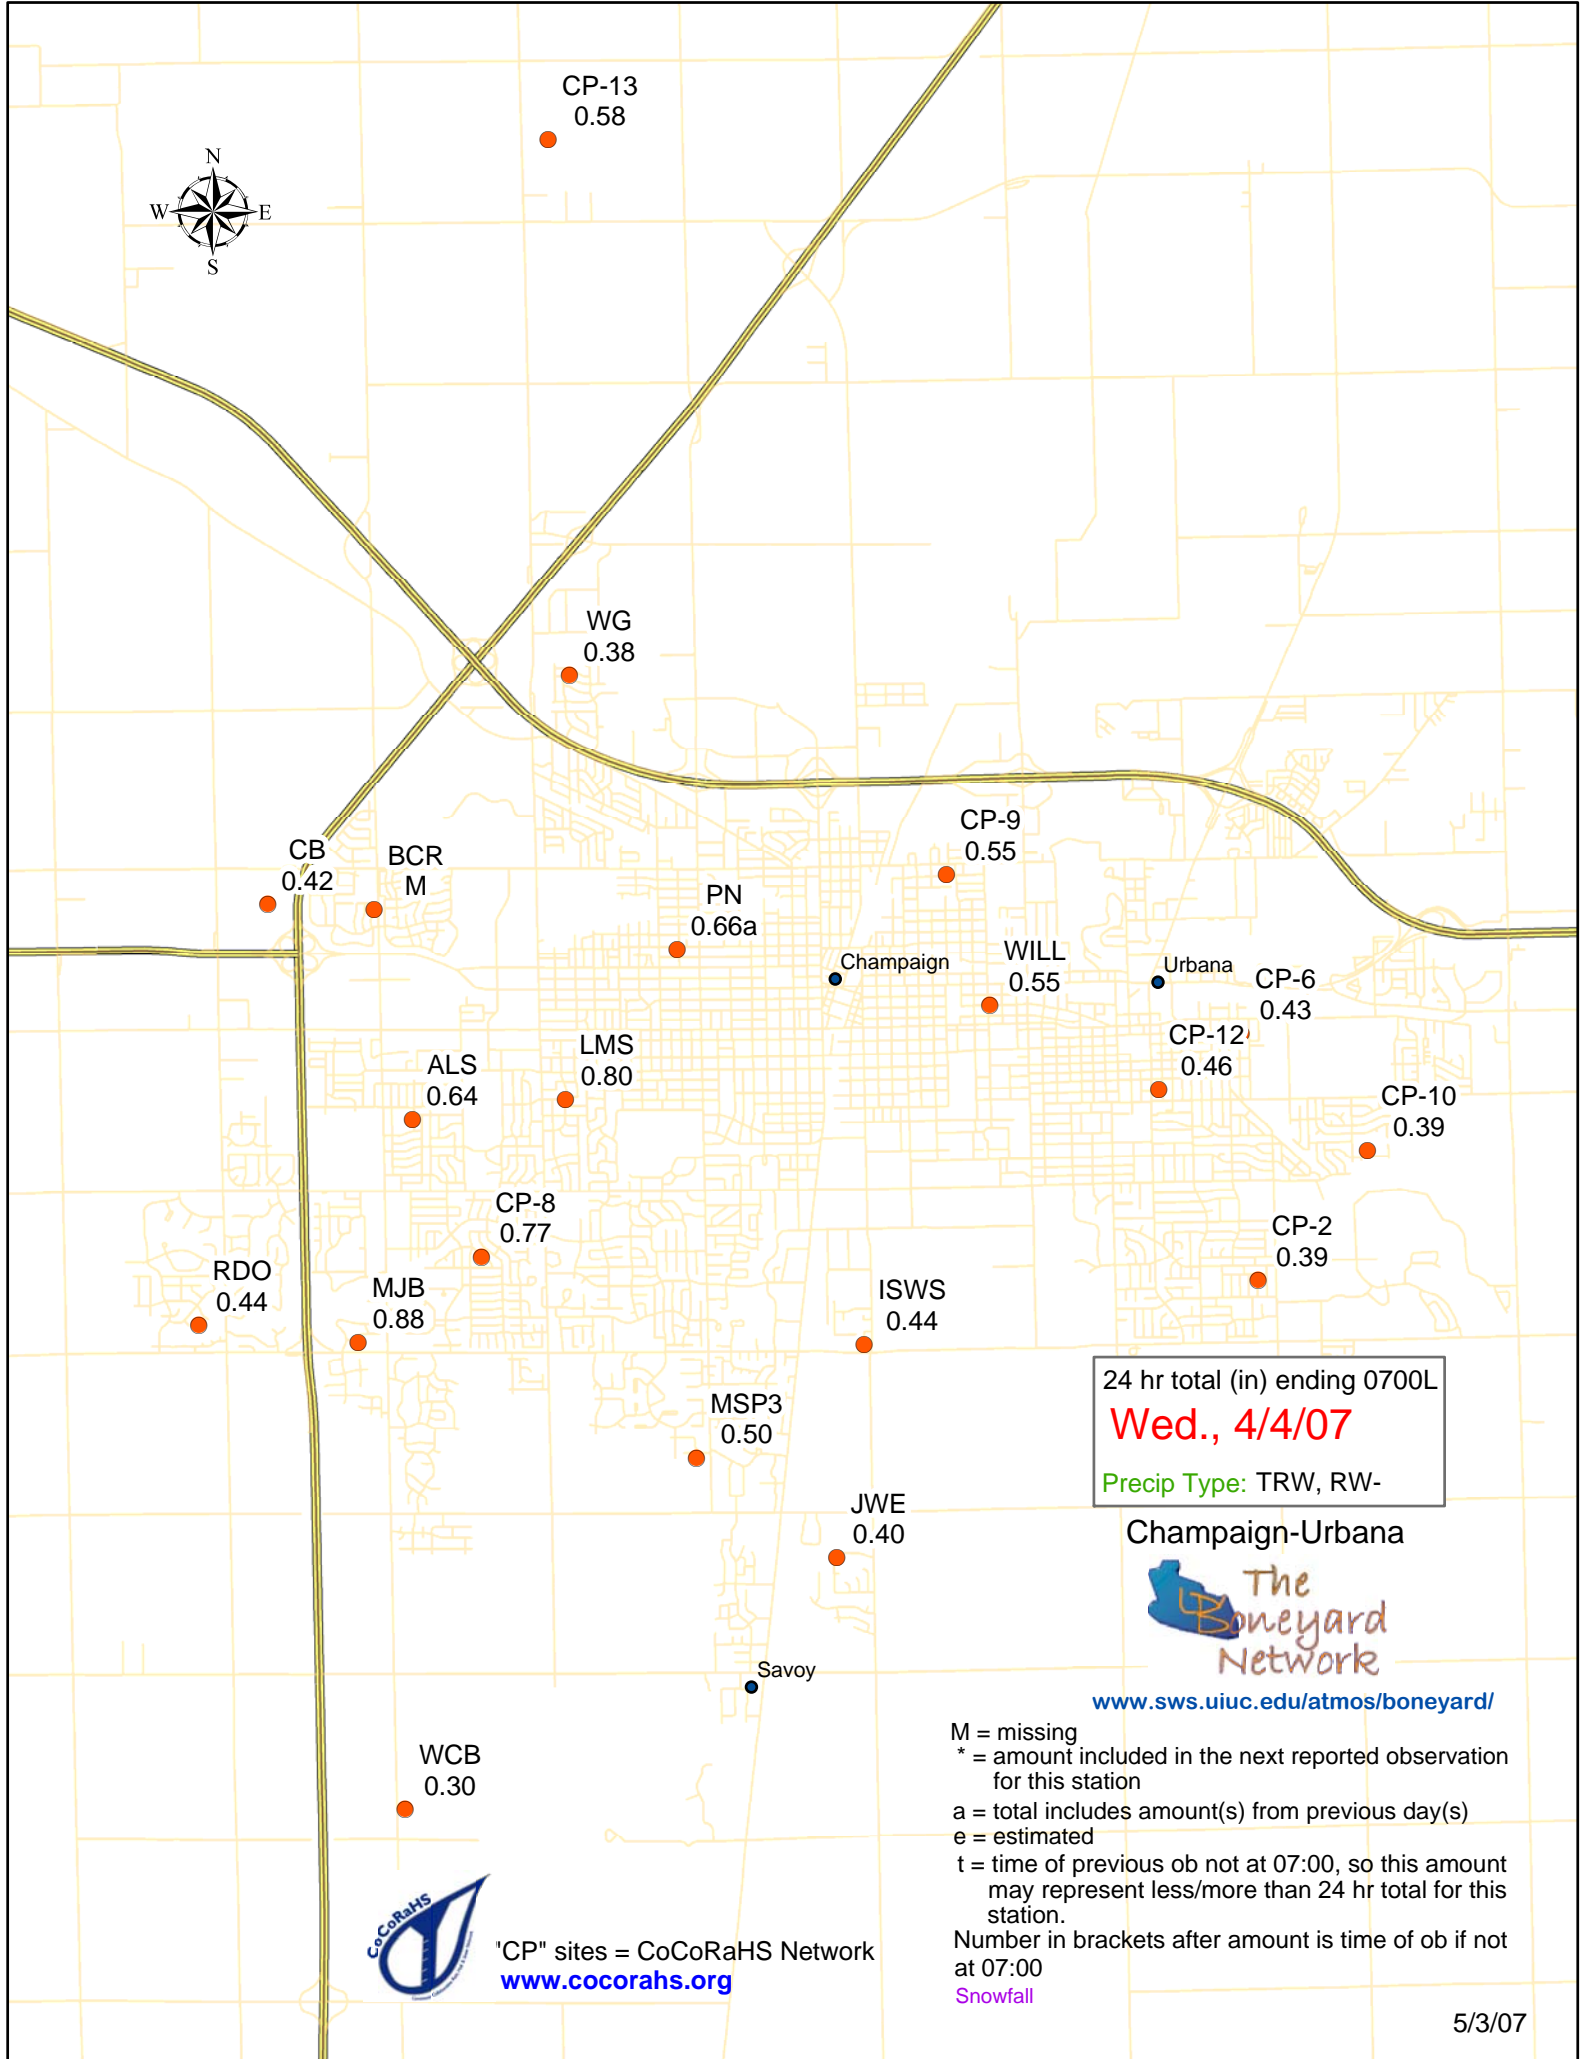 CP-13
0.58
N
W
E
S
WG
0.38
CP-9
0.55
CB
0.42
BCR
M
PN
0.66a
Champaign
WILL
0.55
Urbana
CP-6
0.43
CP-12
0.46
LMS
0.80
ALS
0.64
CP-10
0.39
CP-8
0.77
CP-2
0.39
RDO
0.44
MJB
0.88
ISWS
0.44
MSP3
0.50
JWE
0.40
24 hr total (in) ending 0700L
Wed., 4/4/07
Precip Type: TRW, RW-
Champaign-Urbana
The
Boneyard
Network
www.sws.uiuc.edu/atmos/boneyard/
Savoy
WCB
0.30
M = missing
* = amount included in the next reported observation
for this station
a = total includes amount(s) from previous day(s)
e = estimated
t = time of previous ob not at 07:00, so this amount
may represent less/more than 24 hr total for this
station.
Number in brackets after amount is time of ob if not
at 07:00
Snowfall
CoCoRaHS
"CP" sites = CoCoRaHS Network
www.cocorahs.org
5/3/07